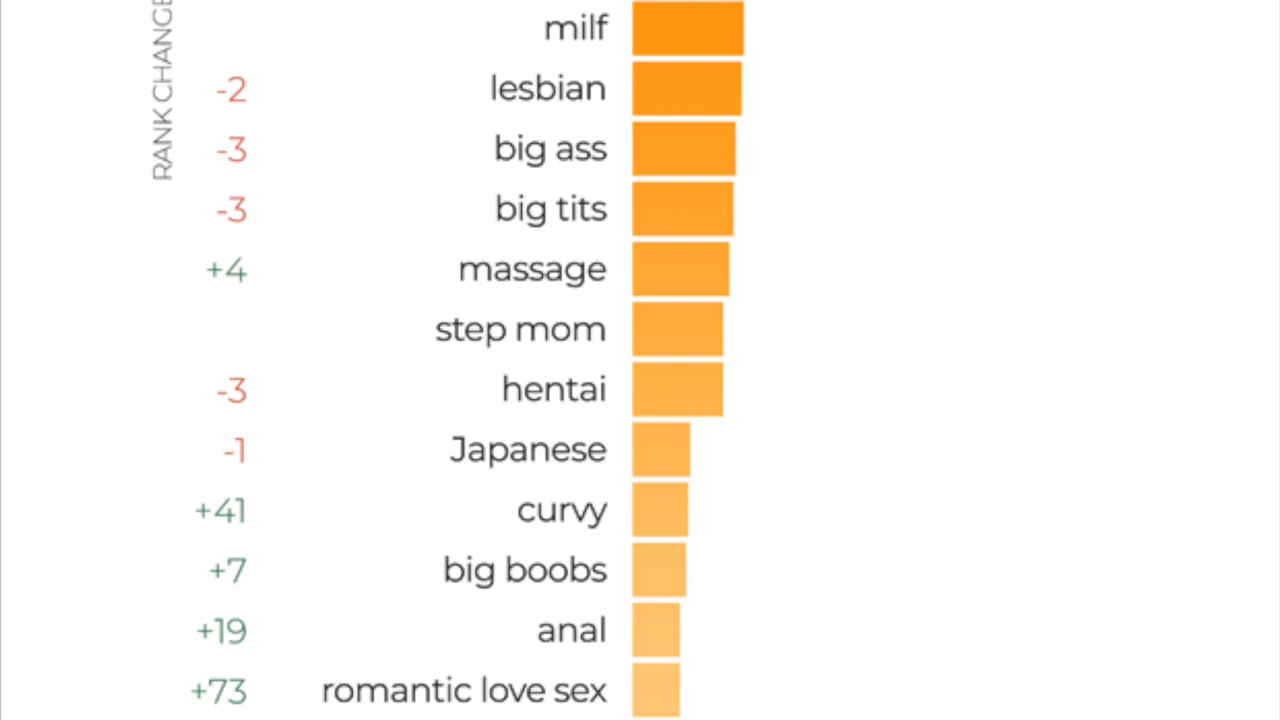 RANK CHANGE
milf
-2 lesbian
-3 big ass
-3 big tits
+4 massage
step mom
-3 hentai
-1 Japanese
+41 curvy
+7 big boobs
+19 anal
+73 romantic love sex